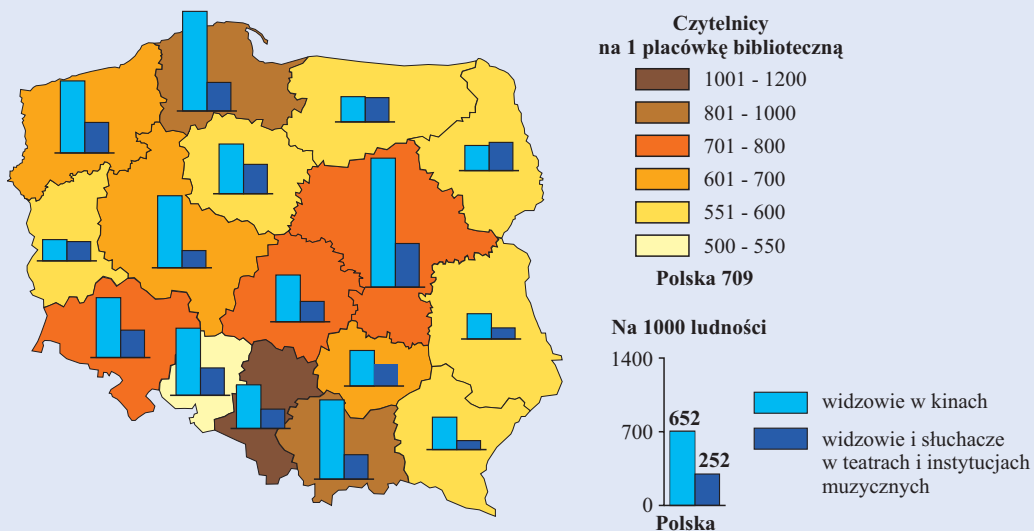 Czytelnicy
na 1 placówkę biblioteczną
1001 - 1200
801 - 1000
701 - 800
601 - 700
551 - 600
500 - 550
Polska 709
Na 1000 ludności
1400
700
0
652
252
Polska
widzowie w kinach
widzowie i słuchacze
w teatrach i instytucjach
muzycznych